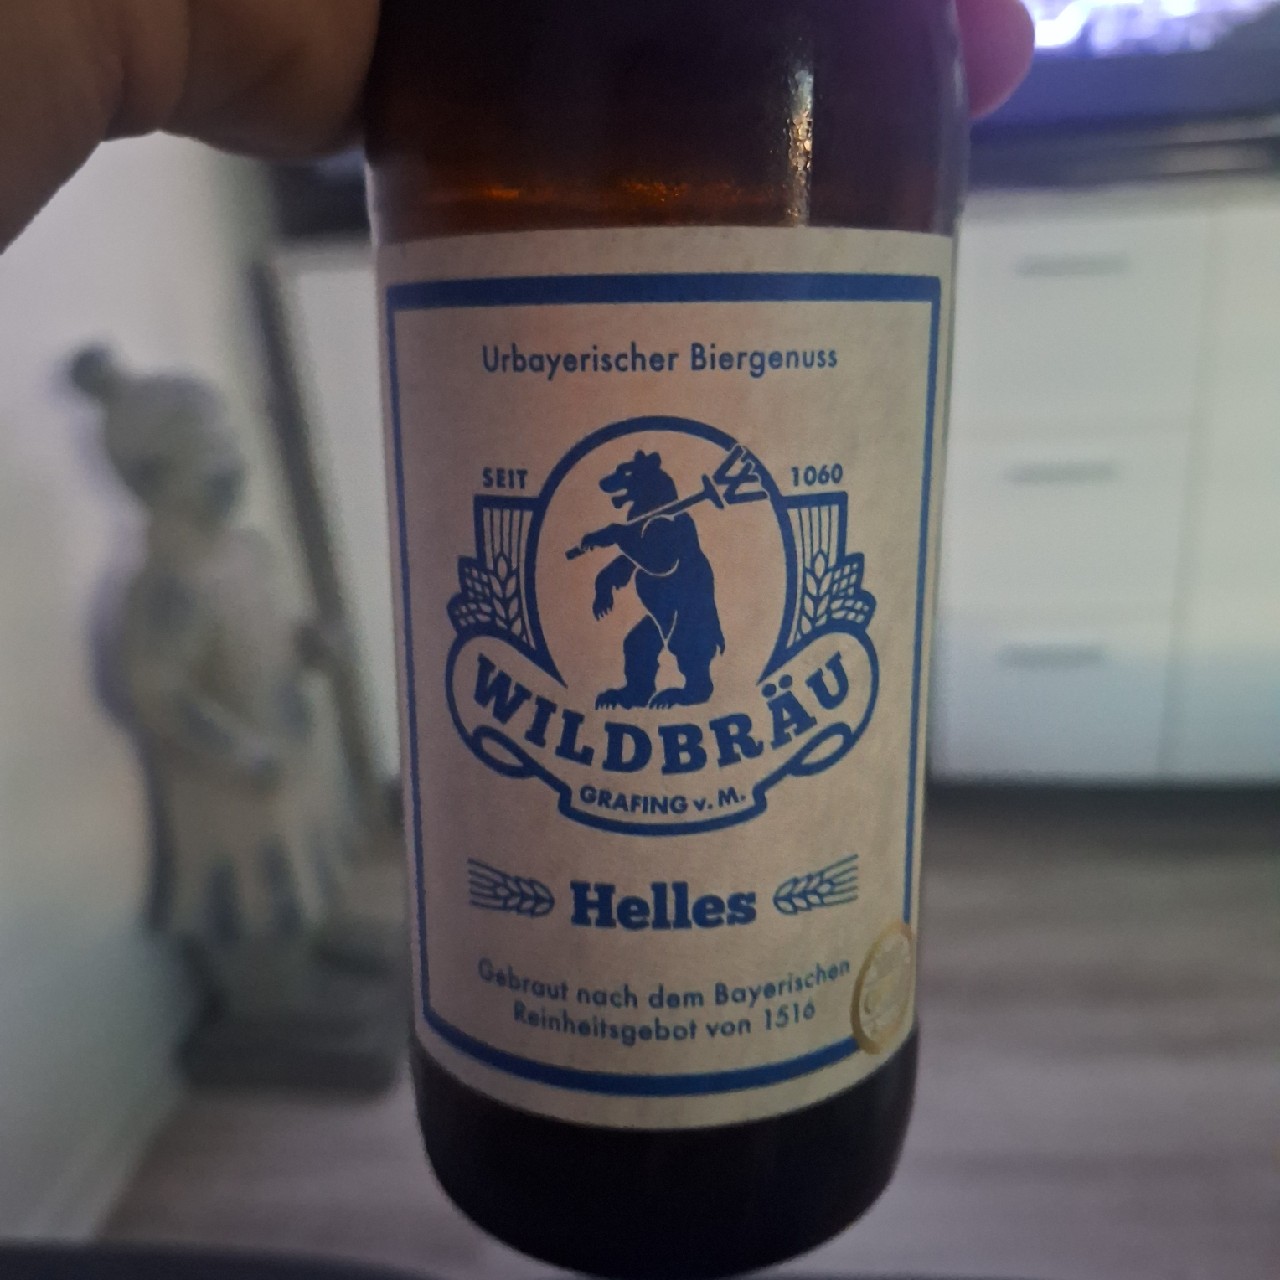 Urbayerischer Biergenuss
SEIT 1060
WILDBRÄU
GRAFING v. M.
Helles
Gebraut nach dem Bayerischen
Reinheitsgebot von 1516